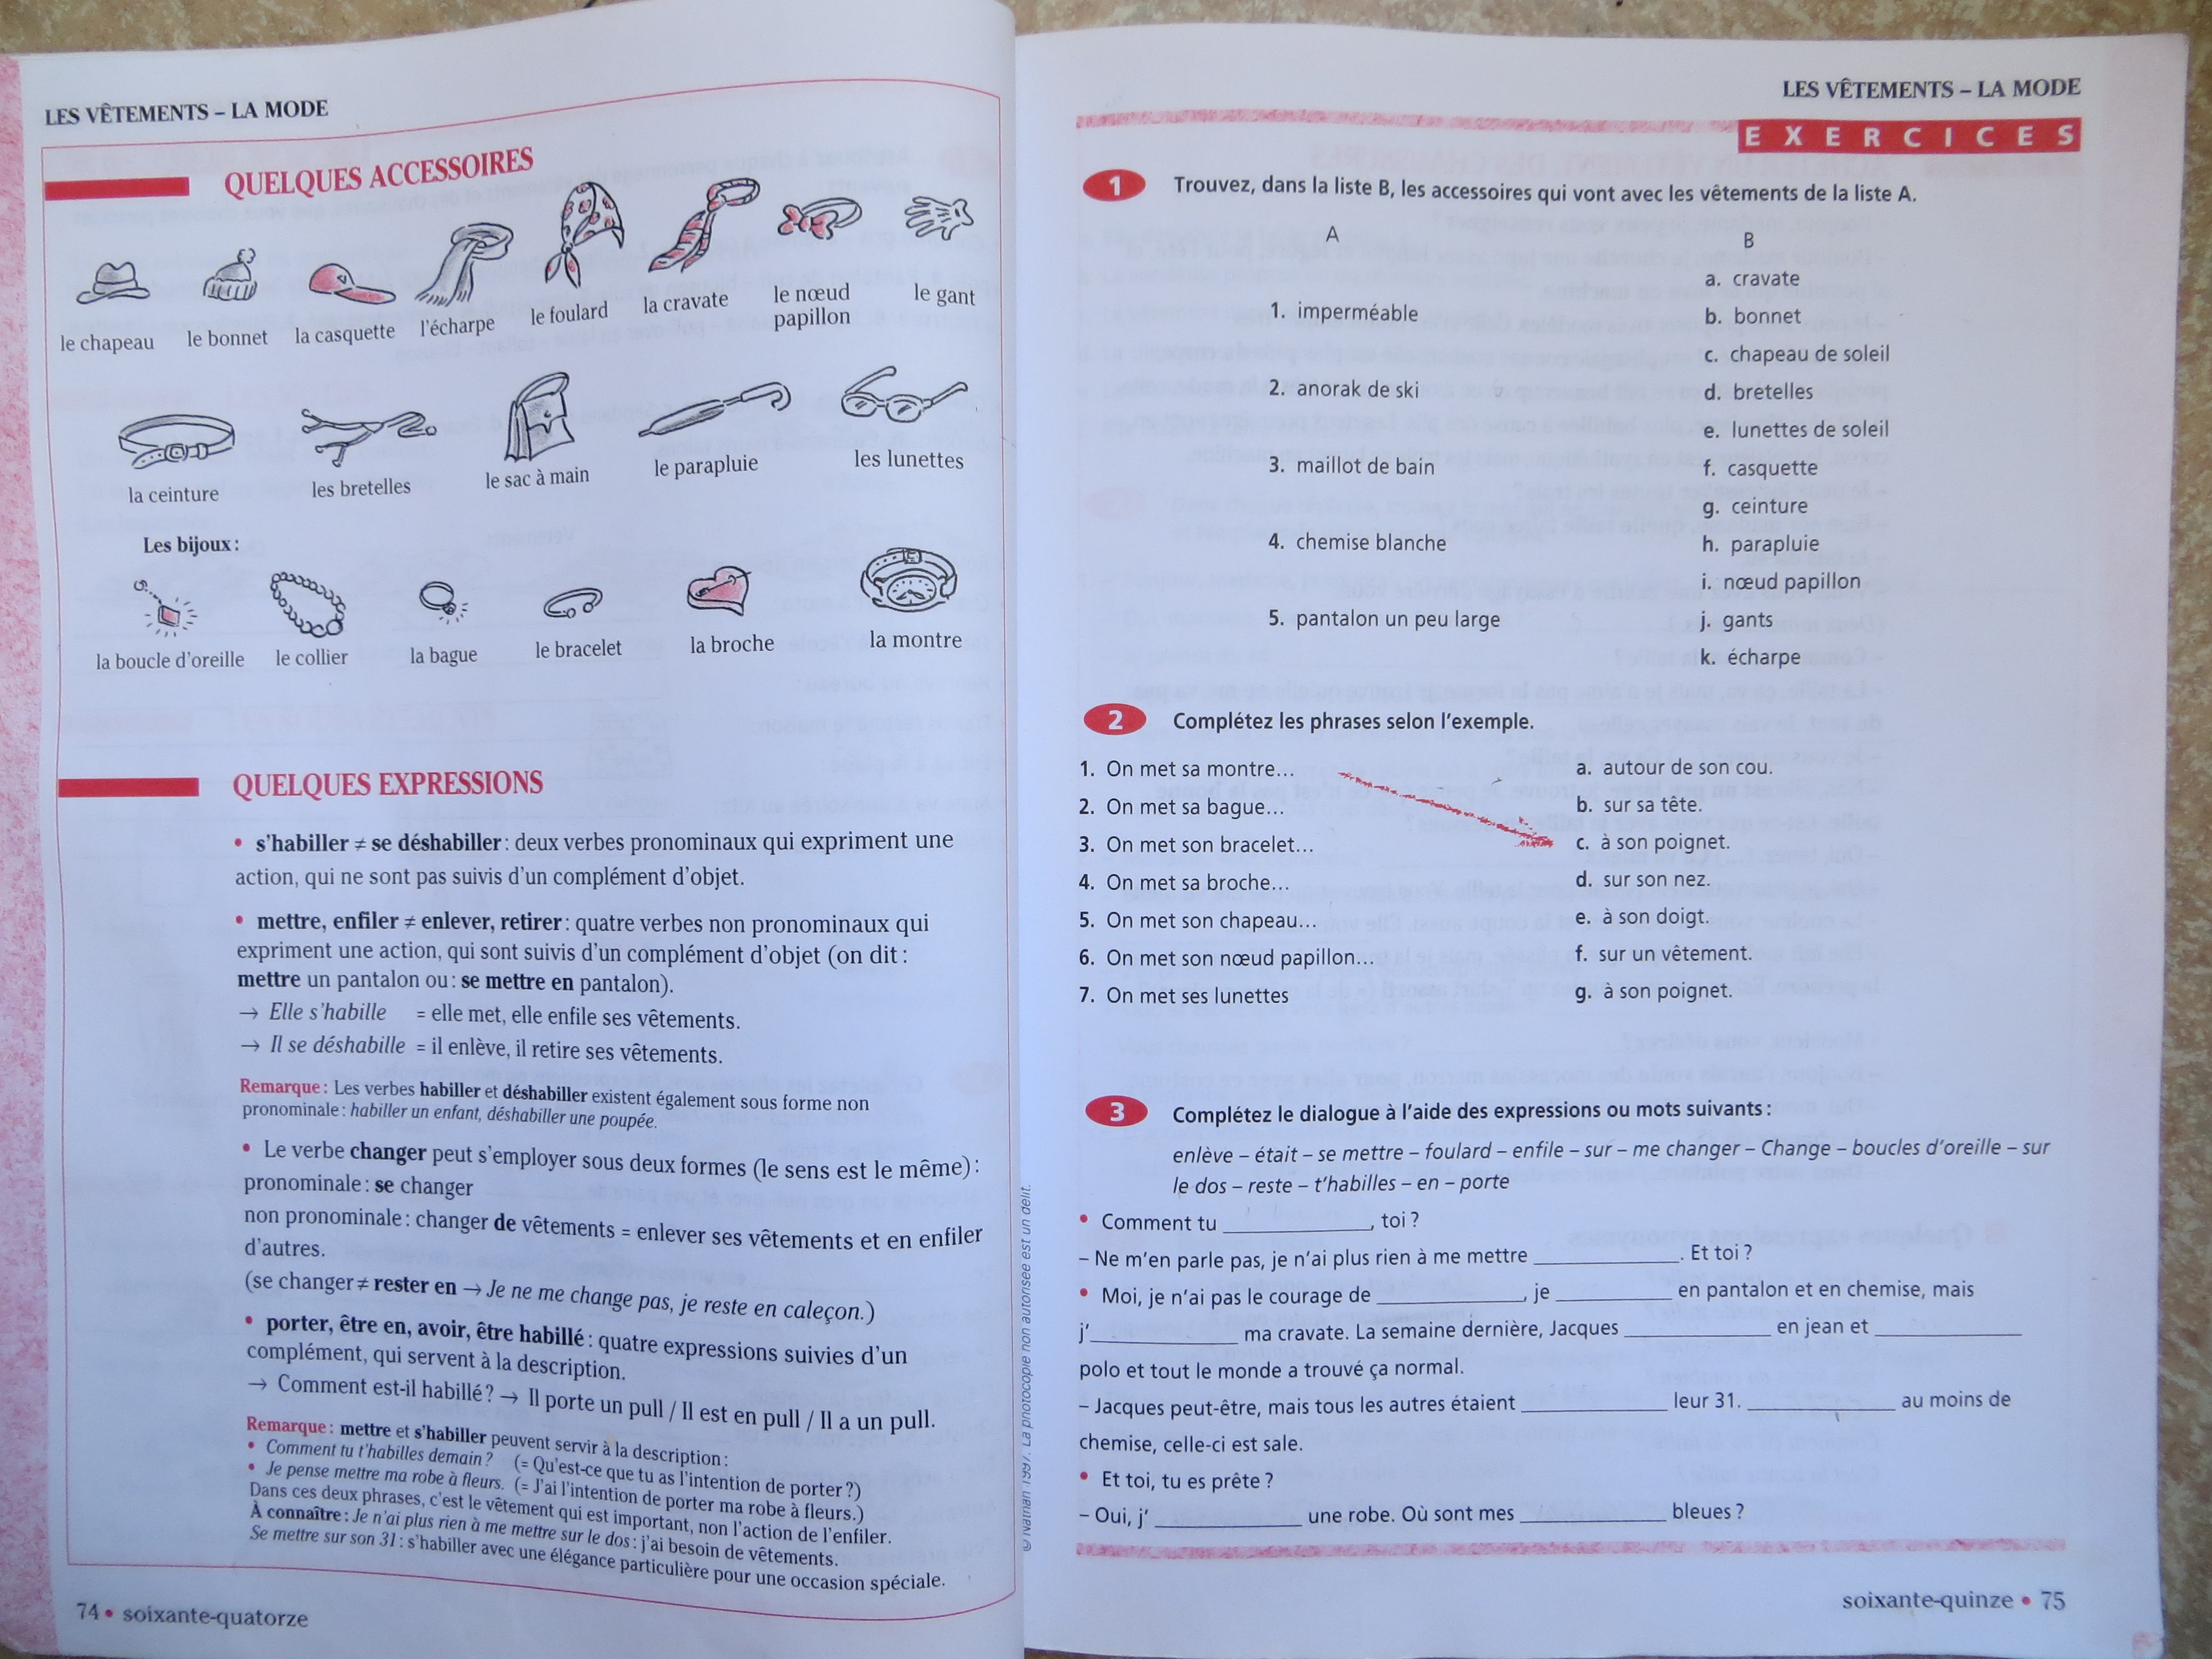 LES VÊTEMENTS – LA MODE
QUELQUES ACCESSOIRES
le chapeau
le bonnet
la casquette
l'écharpe
le foulard
la cravate
le nœud
papillon
le gant
la ceinture
les bretelles
le sac à main
le parapluie
les lunettes
Les bijoux :
la boucle d'oreille
le collier
la bague
le bracelet
la broche
la montre
QUELQUES EXPRESSIONS
• s'habiller ≠ se déshabiller : deux verbes pronominaux qui expriment une
action, qui ne sont pas suivis d'un complément d'objet.
• mettre, enfiler ≠ enlever, retirer : quatre verbes non pronominaux qui
expriment une action, qui sont suivis d'un complément d'objet (on dit :
mettre un pantalon ou : se mettre en pantalon).
→ Elle s'habille = elle met, elle enfile ses vêtements.
→ Il se déshabille = il enlève, il retire ses vêtements.
Remarque : Les verbes habiller et déshabiller existent également sous forme non
pronominale : habiller un enfant, déshabiller une poupée.
• Le verbe changer peut s'employer sous deux formes (le sens est le même) :
pronominale : se changer
non pronominale : changer de vêtements = enlever ses vêtements et en enfiler
d'autres.
(se changer ≠ rester en → Je ne me change pas, je reste en caleçon.)
• porter, être en, avoir, être habillé : quatre expressions suivies d'un
complément, qui servent à la description.
→ Comment est-il habillé ? → Il porte un pull / Il est en pull / Il a un pull.
Remarque : mettre et s'habiller peuvent servir à la description :
• Comment tu t'habilles demain ? (= Qu'est-ce que tu as l'intention de porter ?)
• Je pense mettre ma robe à fleurs. (= J'ai l'intention de porter ma robe à fleurs.)
Dans ces deux phrases, c'est le vêtement qui est important, non l'action de l'enfiler.
À connaître : Je n'ai plus rien à me mettre sur le dos : j'ai besoin de vêtements.
Se mettre sur son 31 : s'habiller avec une élégance particulière pour une occasion spéciale.
74 • soixante-quatorze
© Nathan 1997. La photocopie non autorisée est un délit.
LES VÊTEMENTS – LA MODE
EXERCICES
1 Trouvez, dans la liste B, les accessoires qui vont avec les vêtements de la liste A.
A
1. imperméable
2. anorak de ski
3. maillot de bain
4. chemise blanche
5. pantalon un peu large
B
a. cravate
b. bonnet
c. chapeau de soleil
d. bretelles
e. lunettes de soleil
f. casquette
g. ceinture
h. parapluie
i. nœud papillon
j. gants
k. écharpe
2 Complétez les phrases selon l'exemple.
1. On met sa montre...
2. On met sa bague...
3. On met son bracelet...
4. On met sa broche...
5. On met son chapeau...
6. On met son nœud papillon...
7. On met ses lunettes
a. autour de son cou.
b. sur sa tête.
c. à son poignet.
d. sur son nez.
e. à son doigt.
f. sur un vêtement.
g. à son poignet.
3 Complétez le dialogue à l'aide des expressions ou mots suivants :
enlève – était – se mettre – foulard – enfile – sur – me changer – Change – boucles d'oreille – sur
le dos – reste – t'habilles – en – porte
• Comment tu ____________, toi ?
– Ne m'en parle pas, je n'ai plus rien à me mettre ____________. Et toi ?
• Moi, je n'ai pas le courage de ____________, je ____________ en pantalon et en chemise, mais
j'____________ ma cravate. La semaine dernière, Jacques ____________ en jean et ____________
polo et tout le monde a trouvé ça normal.
– Jacques peut-être, mais tous les autres étaient ____________ leur 31. ____________ au moins de
chemise, celle-ci est sale.
• Et toi, tu es prête ?
– Oui, j' ____________ une robe. Où sont mes ____________ bleues ?
soixante-quinze • 75